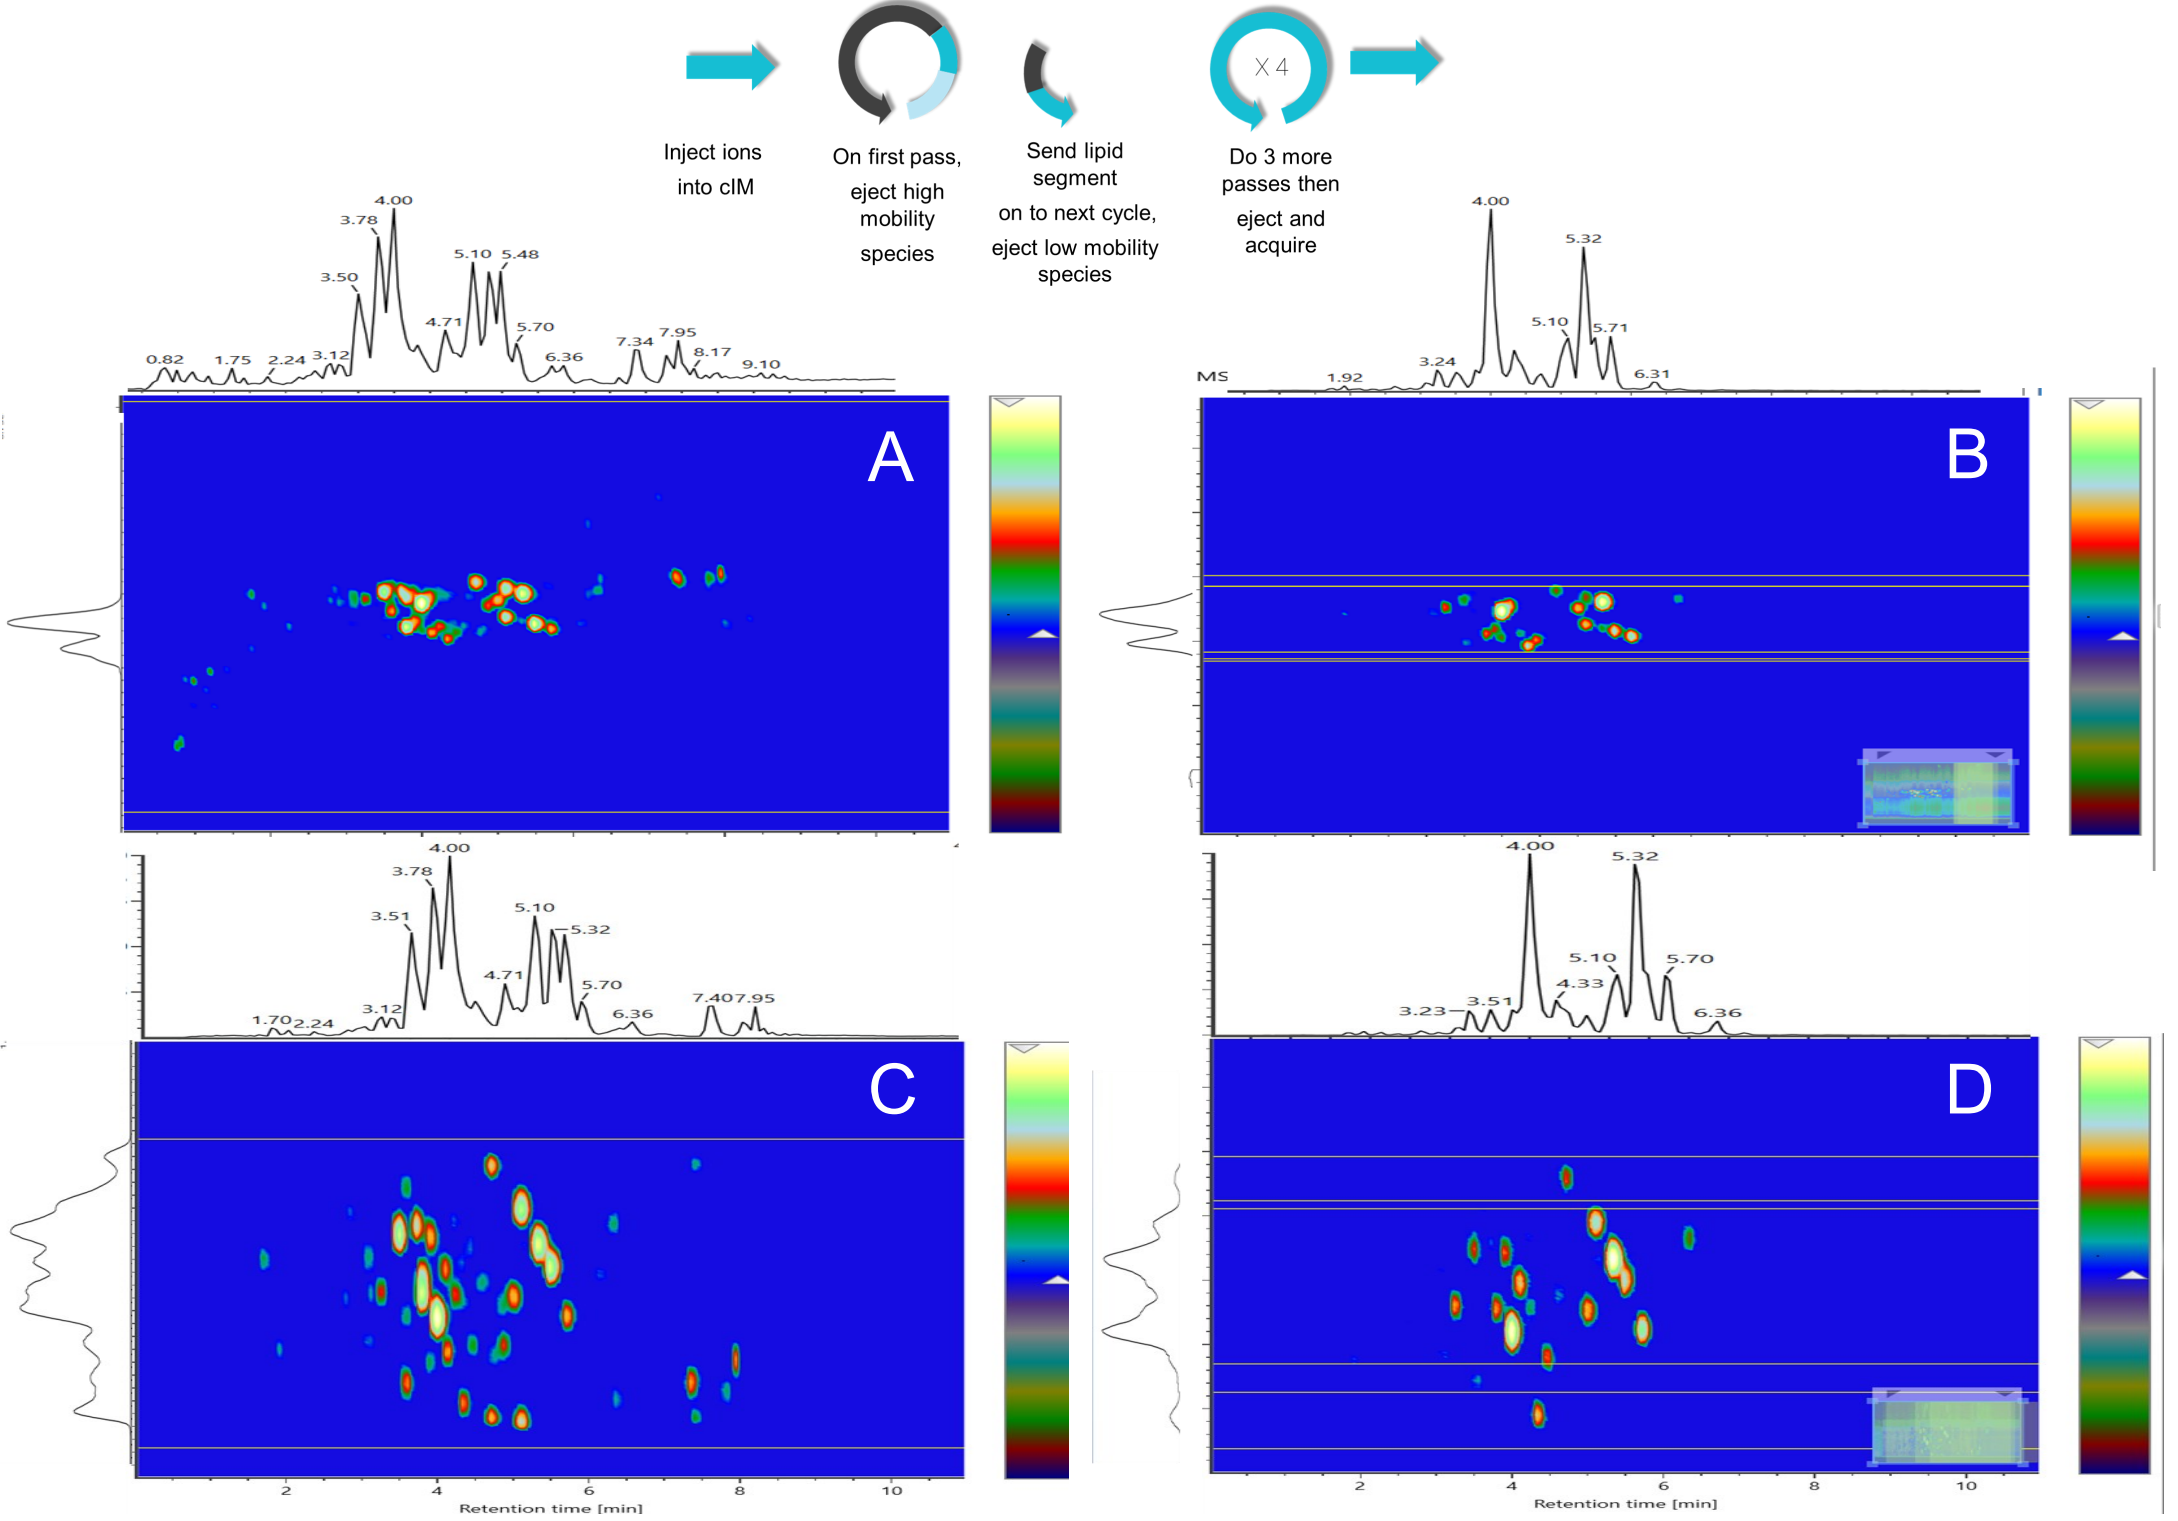 X 4
Inject ions
into cIM
On first pass,
eject high
mobility
species
Send lipid
segment
on to next cycle,
eject low mobility
species
Do 3 more
passes then
eject and
acquire
4.00
3.78
3.50
5.10
5.48
4.71
5.70
0.82
1.75
2.24
3.12
6.36
7.34
7.95
8.17
9.10
A
4.00
5.32
5.10
5.71
3.24
1.92
6.31
MS
B
4.00
3.78
3.51
5.10
5.32
4.71
5.70
3.12
1.70
2.24
6.36
7.40
7.95
C
2
4
6
8
10
Retention time [min]
4.00
5.32
5.10
5.70
4.33
3.51
3.23
6.36
D
2
4
6
8
10
Retention time [min]